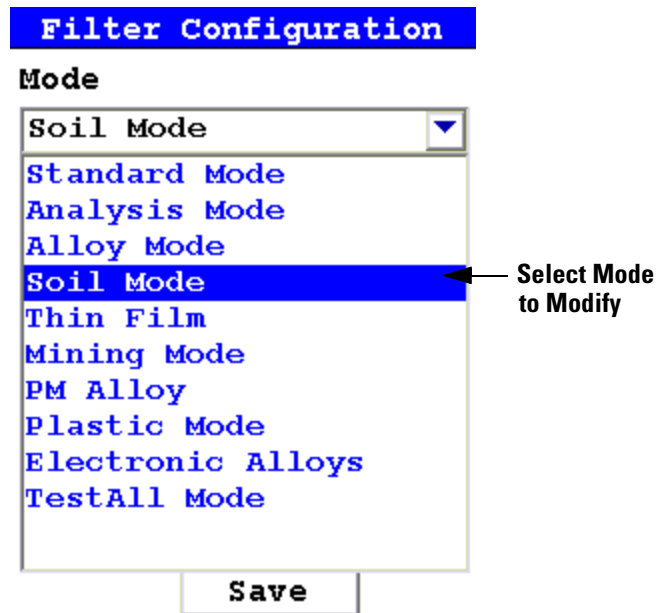 Filter Configuration
Mode
Soil Mode
Standard Mode
Analysis Mode
Alloy Mode
Soil Mode
Select Mode
to Modify
Thin Film
Mining Mode
PM Alloy
Plastic Mode
Electronic Alloys
TestAll Mode
Save